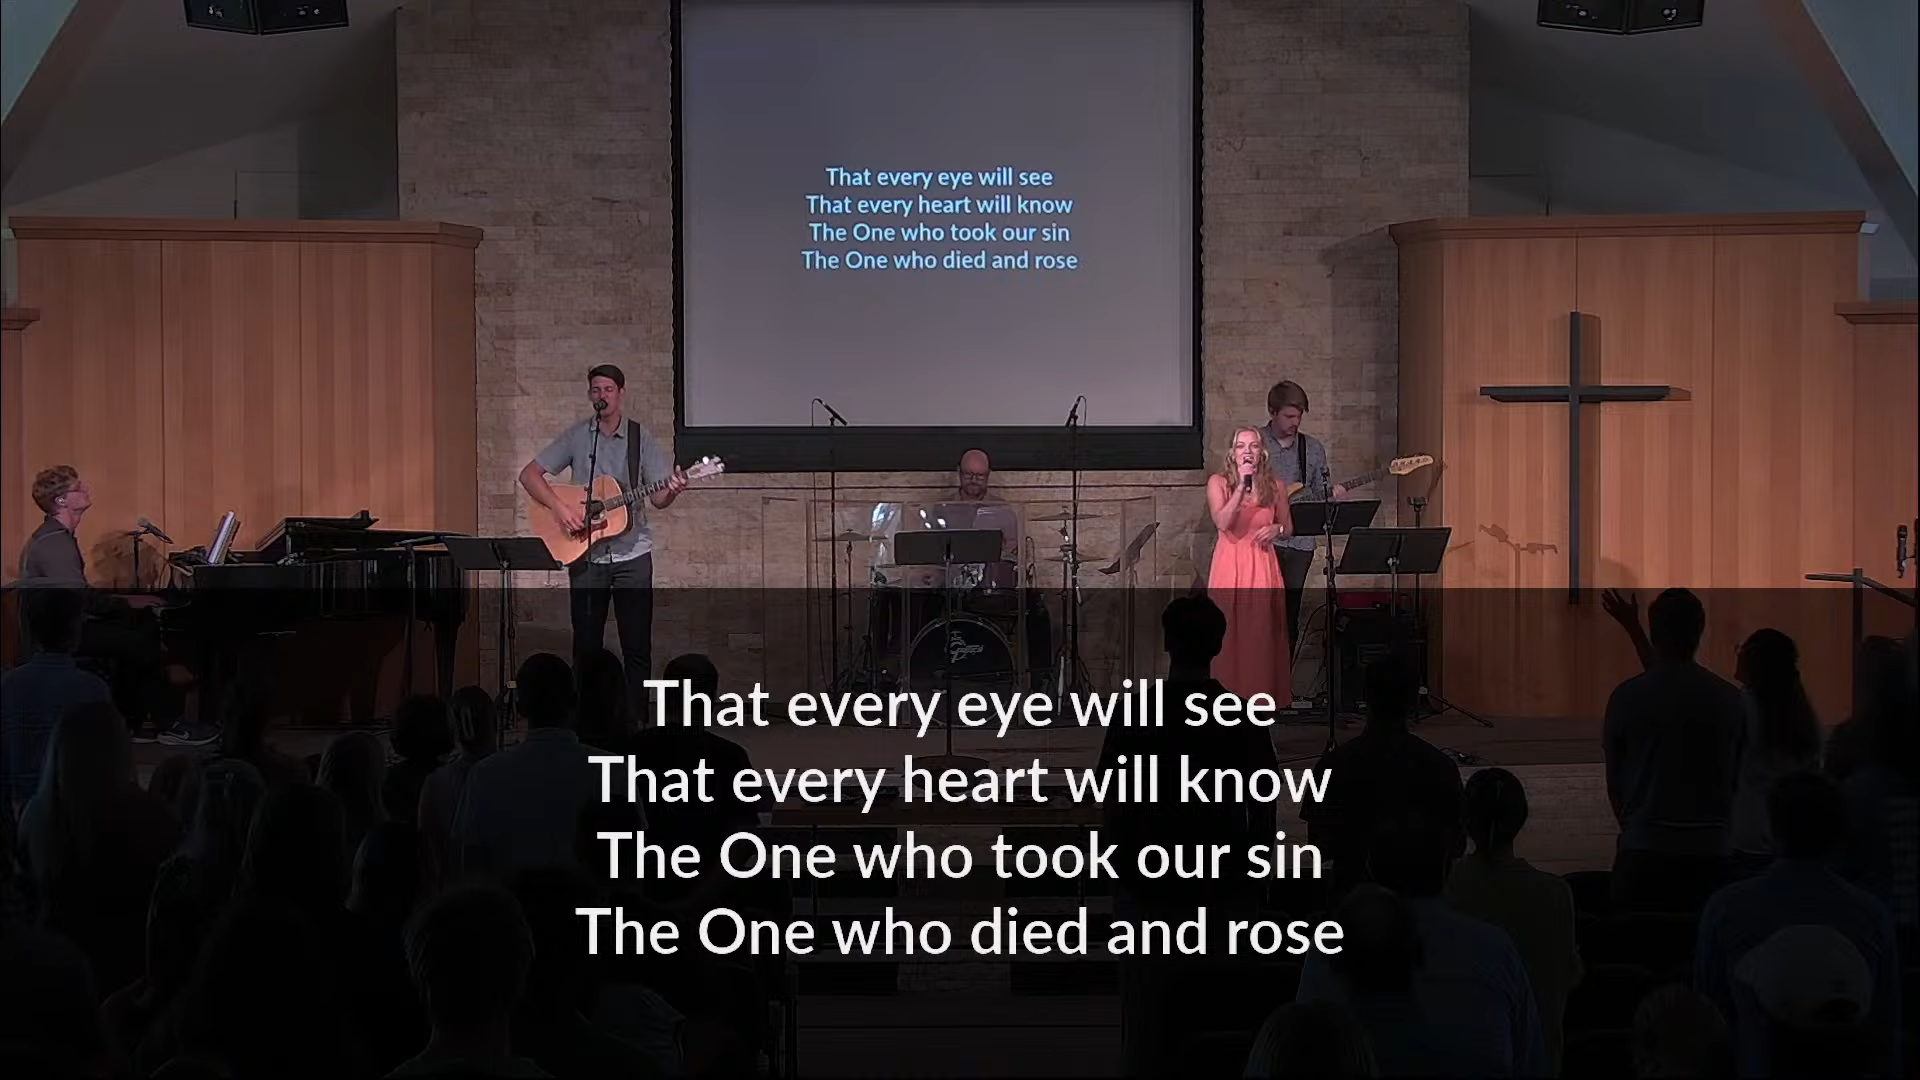 That every eye will see
That every heart will know
The One who took our sin
The One who died and rose
That every eye will see
That every heart will know
The One who took our sin
The One who died and rose